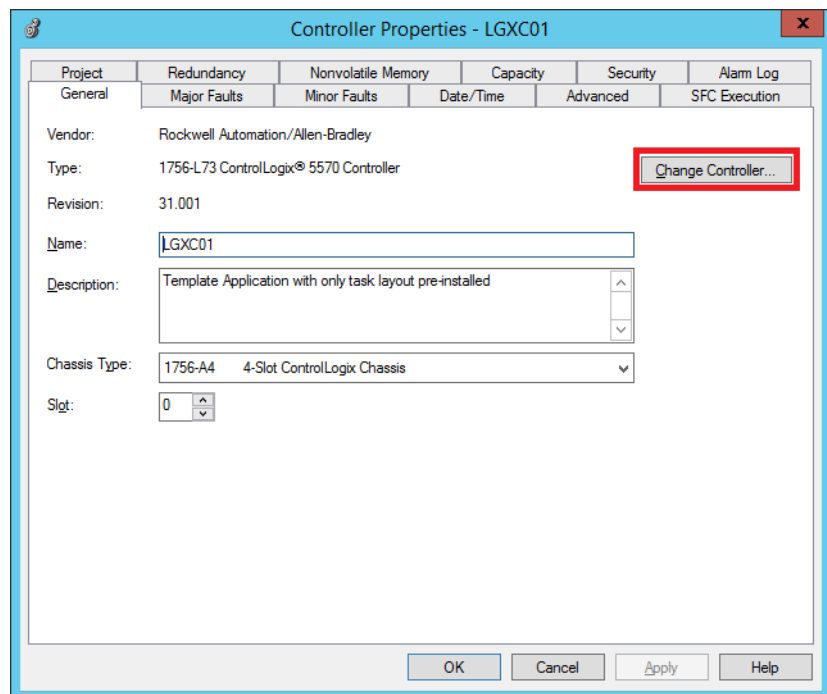 Controller Properties - LGXC01
x
Project Redundancy Nonvolatile Memory Capacity Security Alarm Log
General Major Faults Minor Faults Date/Time Advanced SFC Execution
Vendor: Rockwell Automation/Allen-Bradley
Type: 1756-L73 ControlLogix® 5570 Controller Change Controller...
Revision: 31.001
Name: LGXC01
Description: Template Application with only task layout pre-installed
Chassis Type: 1756-A4 4-Slot ControlLogix Chassis
Slot: 0
OK Cancel Apply Help